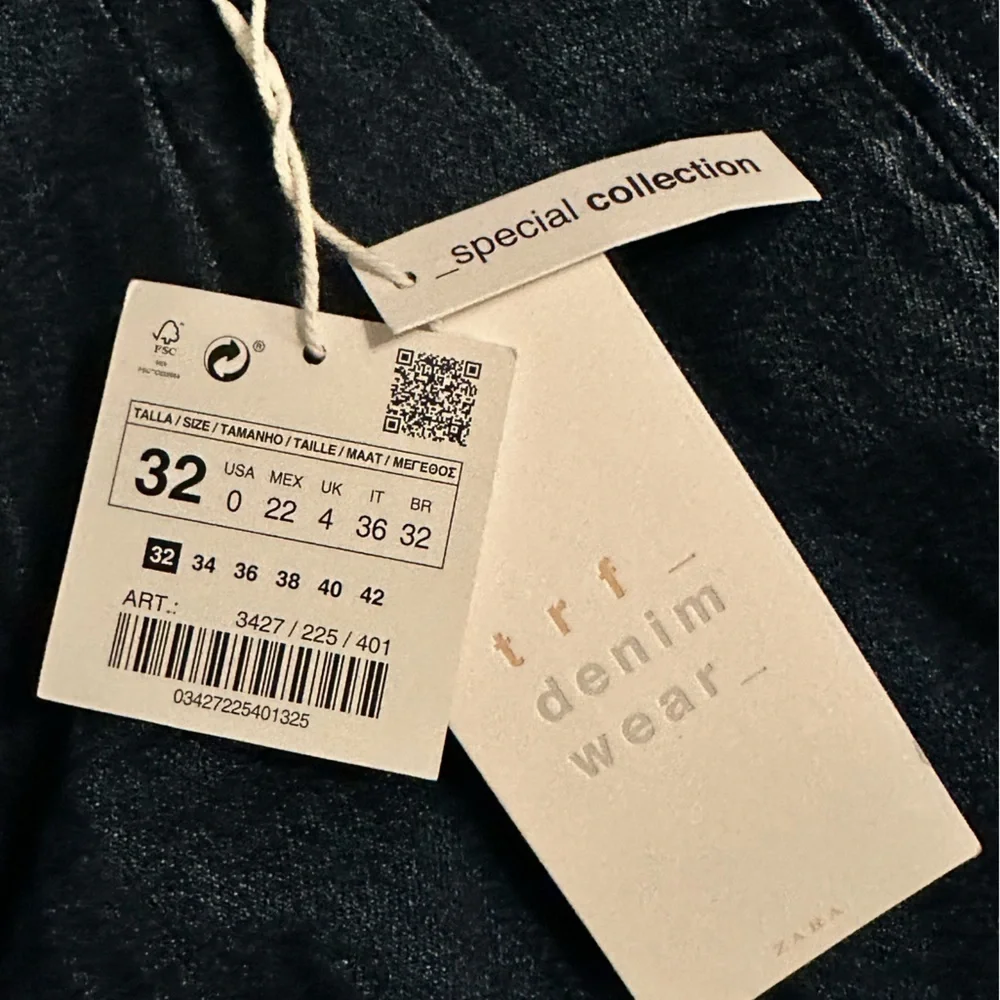 _special collection
FSC
®
TALLA / SIZE / TAMANHO / TAILLE / MAAT / ΜΕΓΕΘΟΣ
32
USA MEX UK IT BR
0 22 4 36 32
32 34 36 38 40 42
ART.:
3427 / 225 / 401
03427225401325
trf_
denim
wear_
ZARA